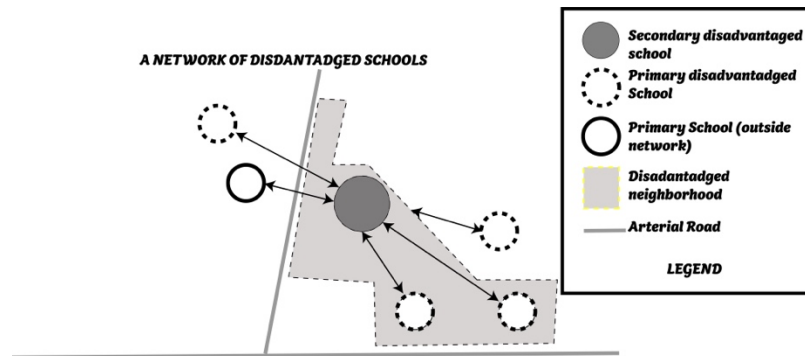 A NETWORK OF DISDANTADGED SCHOOLS
Secondary disadvantaged
school
Primary disadvantadged
School
Primary School (outside
network)
Disadantadged
neighborhood
Arterial Road
LEGEND